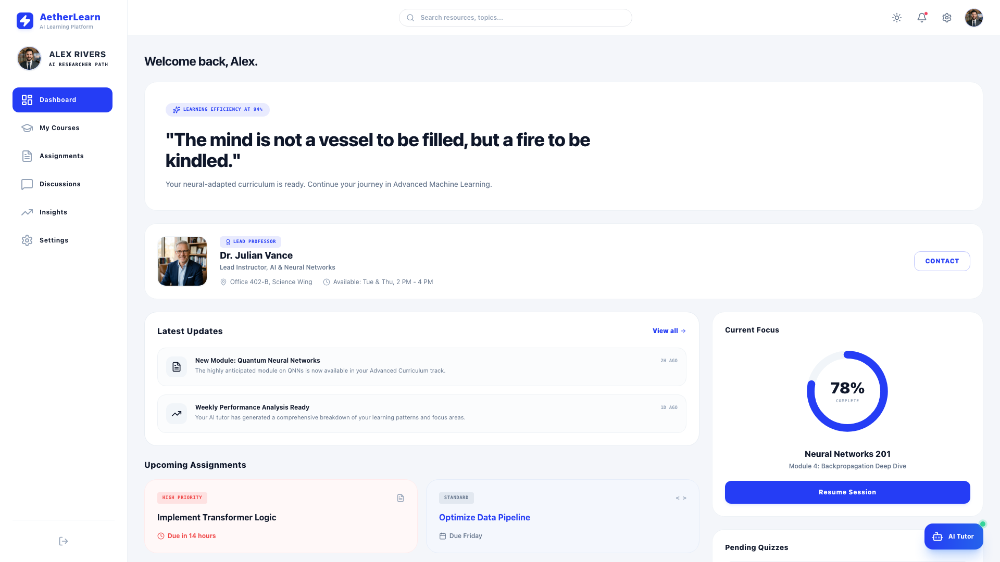 AetherLearn
AI Learning Platform
ALEX RIVERS
AI RESEARCHER PATH
Dashboard
My Courses
Assignments
Discussions
Insights
Settings
Search resources, topics...
Welcome back, Alex.
LEARNING EFFICIENCY AT 94%
"The mind is not a vessel to be filled, but a fire to be
kindled."
Your neural-adapted curriculum is ready. Continue your journey in Advanced Machine Learning.
LEAD PROFESSOR
Dr. Julian Vance
Lead Instructor, AI & Neural Networks
Office 402-B, Science Wing
Available: Tue & Thu, 2 PM - 4 PM
CONTACT
Latest Updates
View all
New Module: Quantum Neural Networks
2H AGO
The highly anticipated module on QNNs is now available in your Advanced Curriculum track.
Weekly Performance Analysis Ready
1D AGO
Your AI tutor has generated a comprehensive breakdown of your learning patterns and focus areas.
Upcoming Assignments
HIGH PRIORITY
Implement Transformer Logic
Due in 14 hours
STANDARD
Optimize Data Pipeline
Due Friday
Current Focus
78%
COMPLETE
Neural Networks 201
Module 4: Backpropagation Deep Dive
Resume Session
Pending Quizzes
AI Tutor